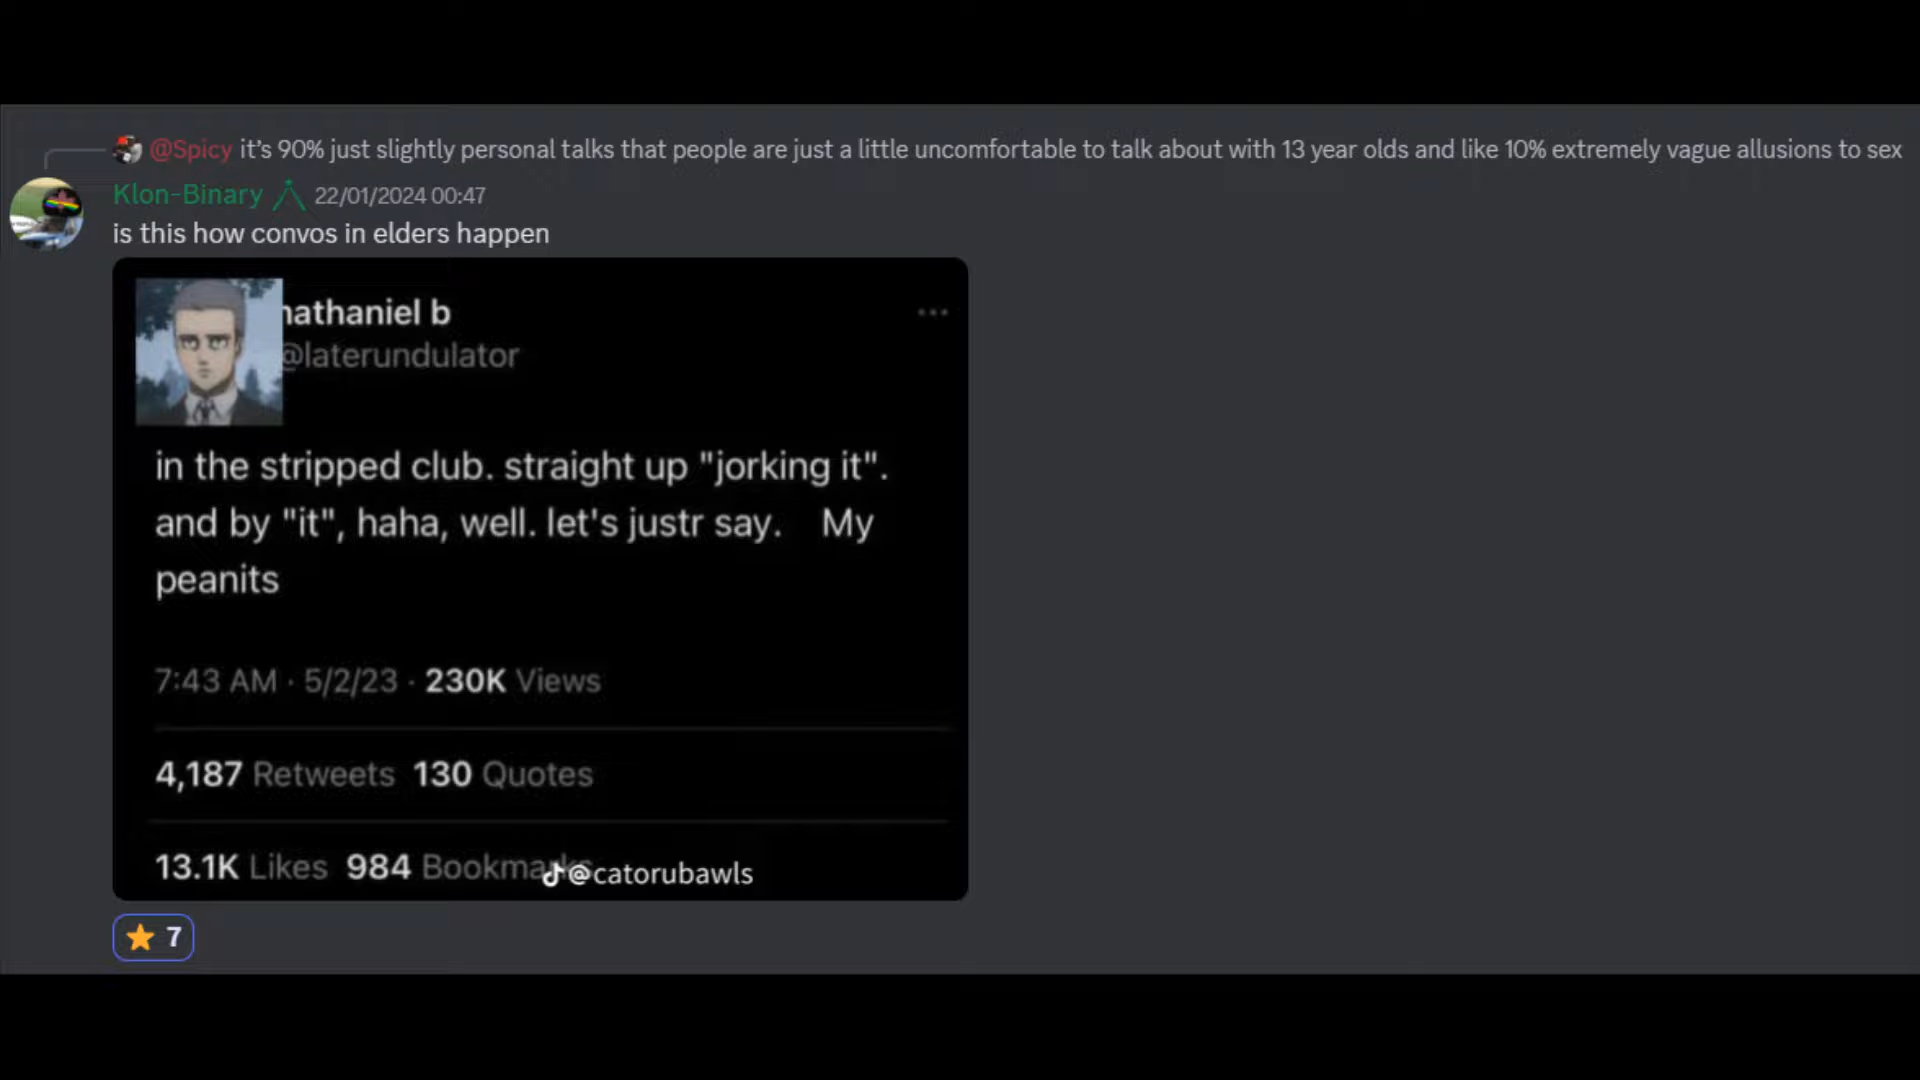 @Spicy it’s 90% just slightly personal talks that people are just a little uncomfortable to talk about with 13 year olds and like 10% extremely vague allusions to sex
Klon-Binary 22/01/2024 00:47
is this how convos in elders happen
nathaniel b
@laterundulator
in the stripped club. straight up "jorking it".
and by "it", haha, well. let's justr say. My
peanits
7:43 AM · 5/2/23 · 230K Views
4,187 Retweets 130 Quotes
13.1K Likes 984 Bookmarks
@catorubawls
7